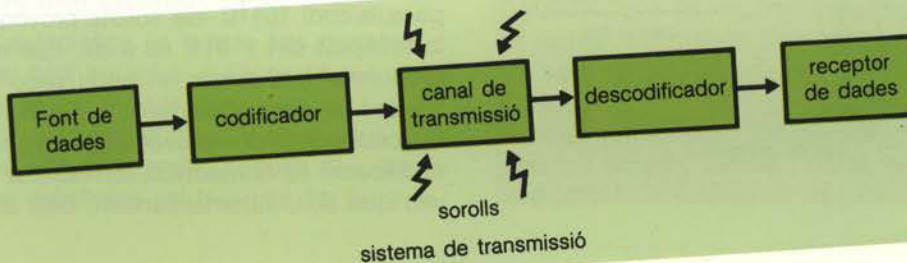 Font de
dades
codificador
canal de
transmissió
descodificador
receptor
de dades
sorolls
sistema de transmissió